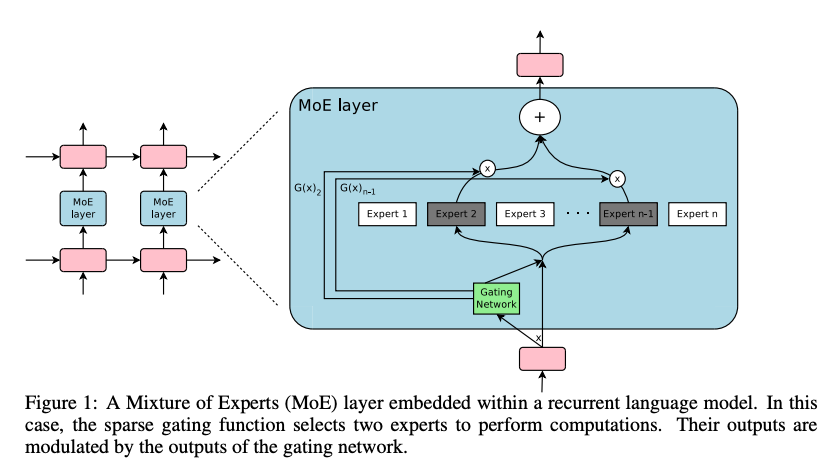 MoE layer
+
x
x
G(x)2
G(x)n-1
MoE
layer
MoE
layer
Expert 1
Expert 2
Expert 3
. . .
Expert n-1
Expert n
Gating
Network
x
Figure 1: A Mixture of Experts (MoE) layer embedded within a recurrent language model. In this
case, the sparse gating function selects two experts to perform computations. Their outputs are
modulated by the outputs of the gating network.